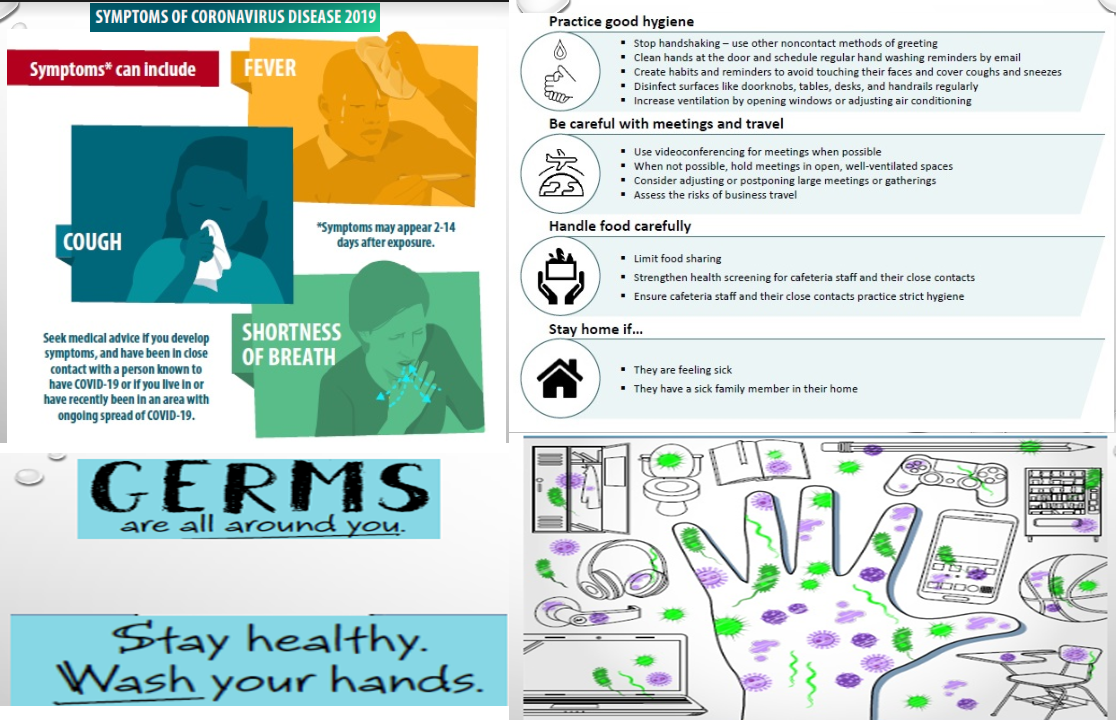 SYMPTOMS OF CORONAVIRUS DISEASE 2019
Symptoms* can include
FEVER
COUGH
*Symptoms may appear 2-14
days after exposure.
SHORTNESS
OF BREATH
Seek medical advice if you develop
symptoms, and have been in close
contact with a person known to
have COVID-19 or if you live in or
have recently been in an area with
ongoing spread of COVID-19.
Practice good hygiene
▪ Stop handshaking – use other noncontact methods of greeting
▪ Clean hands at the door and schedule regular hand washing reminders by email
▪ Create habits and reminders to avoid touching their faces and cover coughs and sneezes
▪ Disinfect surfaces like doorknobs, tables, desks, and handrails regularly
▪ Increase ventilation by opening windows or adjusting air conditioning
Be careful with meetings and travel
▪ Use videoconferencing for meetings when possible
▪ When not possible, hold meetings in open, well-ventilated spaces
▪ Consider adjusting or postponing large meetings or gatherings
▪ Assess the risks of business travel
Handle food carefully
▪ Limit food sharing
▪ Strengthen health screening for cafeteria staff and their close contacts
▪ Ensure cafeteria staff and their close contacts practice strict hygiene
Stay home if...
▪ They are feeling sick
▪ They have a sick family member in their home
GERMS
are all around you.
Stay healthy.
Wash your hands.